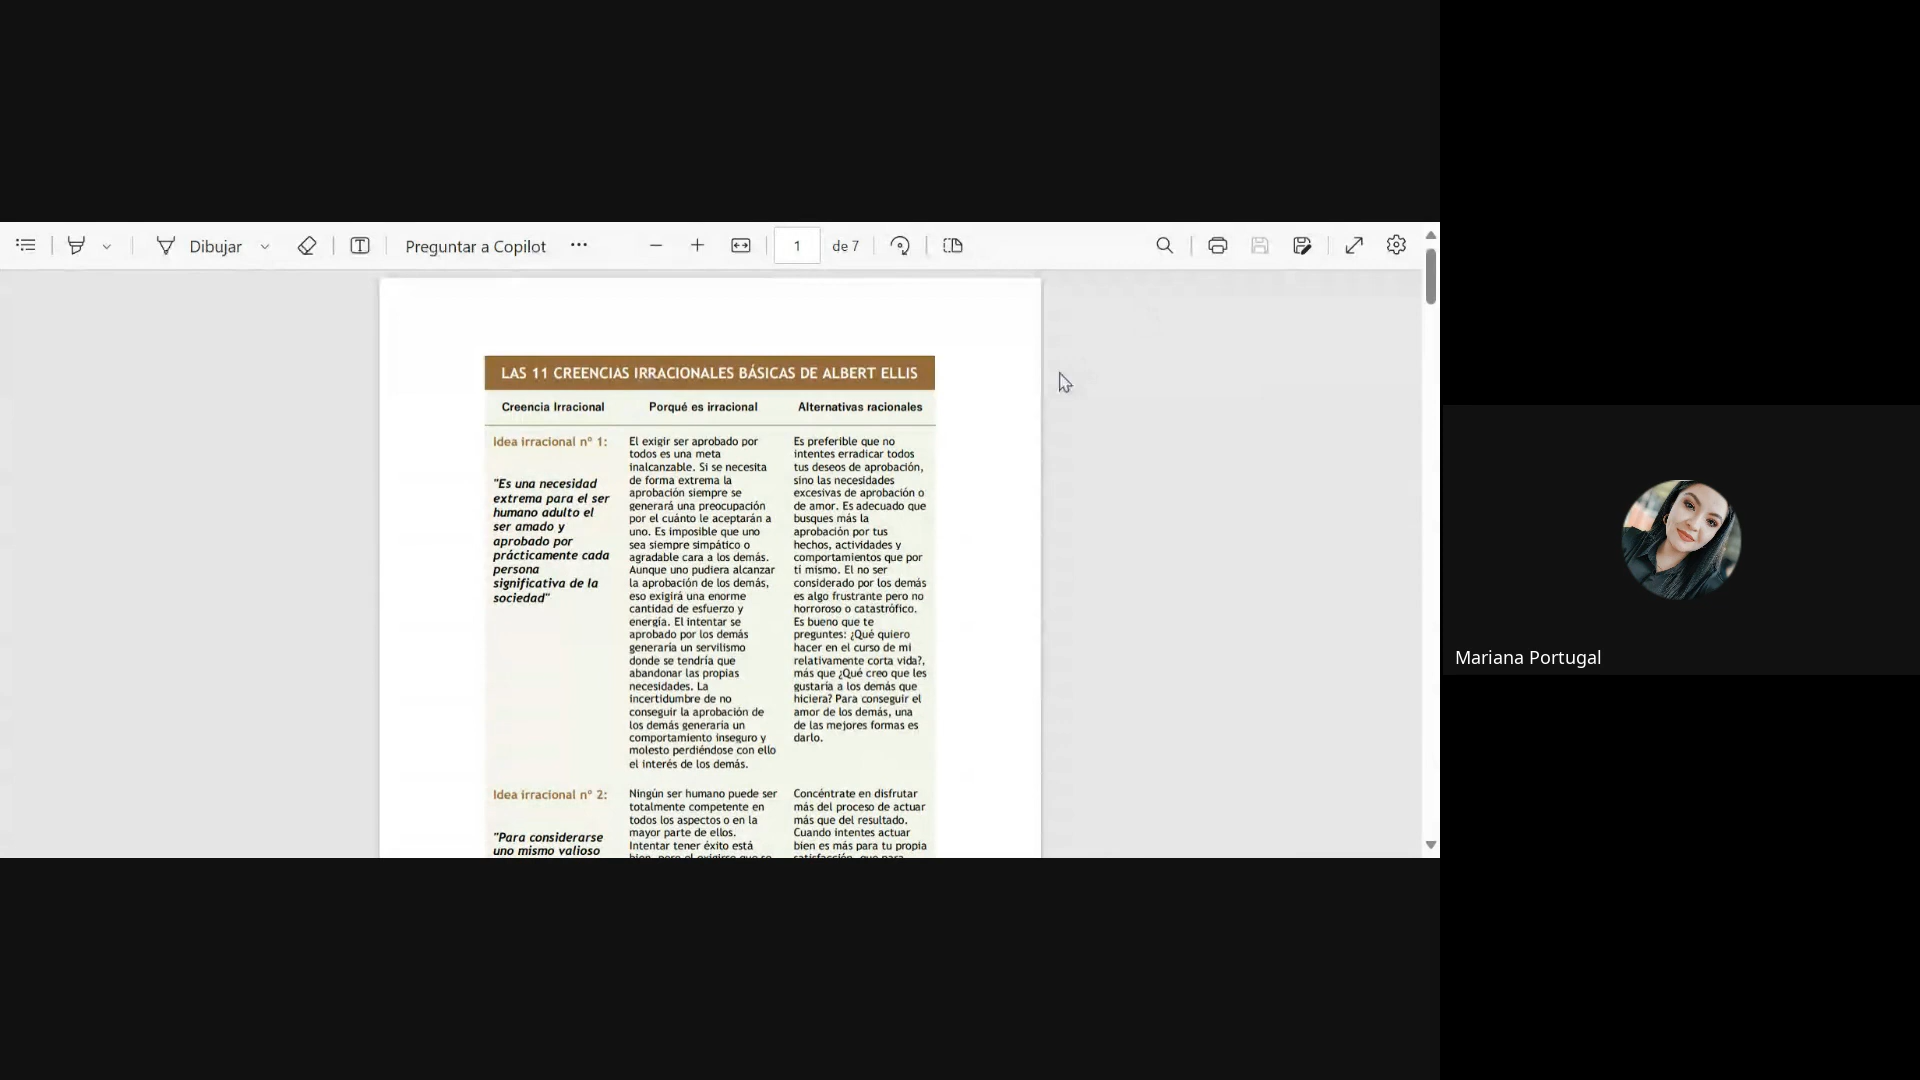 Dibujar
Preguntar a Copilot
1
de 7
LAS 11 CREENCIAS IRRACIONALES BÁSICAS DE ALBERT ELLIS
Creencia Irracional
Porqué es irracional
Alternativas racionales
Idea irracional nº 1:
"Es una necesidad
extrema para el ser
humano adulto el
ser amado y
aprobado por
prácticamente cada
persona
significativa de la
sociedad"
El exigir ser aprobado por
todos es una meta
inalcanzable. Si se necesita
de forma extrema la
aprobación siempre se
generará una preocupación
por el cuánto le aceptarán a
uno. Es imposible que uno
sea siempre simpático o
agradable cara a los demás.
Aunque uno pudiera alcanzar
la aprobación de los demás,
eso exigirá una enorme
cantidad de esfuerzo y
energía. El intentar se
aprobado por los demás
generaría un servilismo
donde se tendría que
abandonar las propias
necesidades. La
incertidumbre de no
conseguir la aprobación de
los demás generaria un
comportamiento inseguro y
molesto perdiéndose con ello
el interés de los demás.
Es preferible que no
intentes erradicar todos
tus deseos de aprobación,
sino las necesidades
excesivas de aprobación o
de amor. Es adecuado que
busques más la
aprobación por tus
hechos, actividades y
comportamientos que por
ti mismo. El no ser
considerado por los demás
es algo frustrante pero no
horroroso o catastrófico.
Es bueno que te
preguntes: ¿Qué quiero
hacer en el curso de mi
relativamente corta vida?,
más que ¿Qué creo que les
gustaría a los demás que
hiciera? Para conseguir el
amor de los demás, una
de las mejores formas es
darlo.
Idea irracional nº 2:
"Para considerarse
uno mismo valioso
Ningún ser humano puede ser
totalmente competente en
todos los aspectos o en la
mayor parte de ellos.
Intentar tener éxito está
bien, pero el exigirse que se
Concéntrate en disfrutar
más del proceso de actuar
más que del resultado.
Cuando intentes actuar
bien es más para tu propia
satisfacción, que para
Mariana Portugal